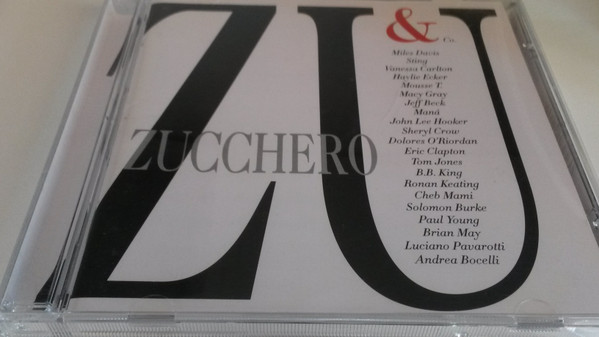 ZU & Co.
ZUCCHERO
Miles Davis
Sting
Vanessa Carlton
Haylie Ecker
Mousse T.
Macy Gray
Jeff Beck
Maná
John Lee Hooker
Sheryl Crow
Dolores O'Riordan
Eric Clapton
Tom Jones
B.B. King
Ronan Keating
Cheb Mami
Solomon Burke
Paul Young
Brian May
Luciano Pavarotti
Andrea Bocelli